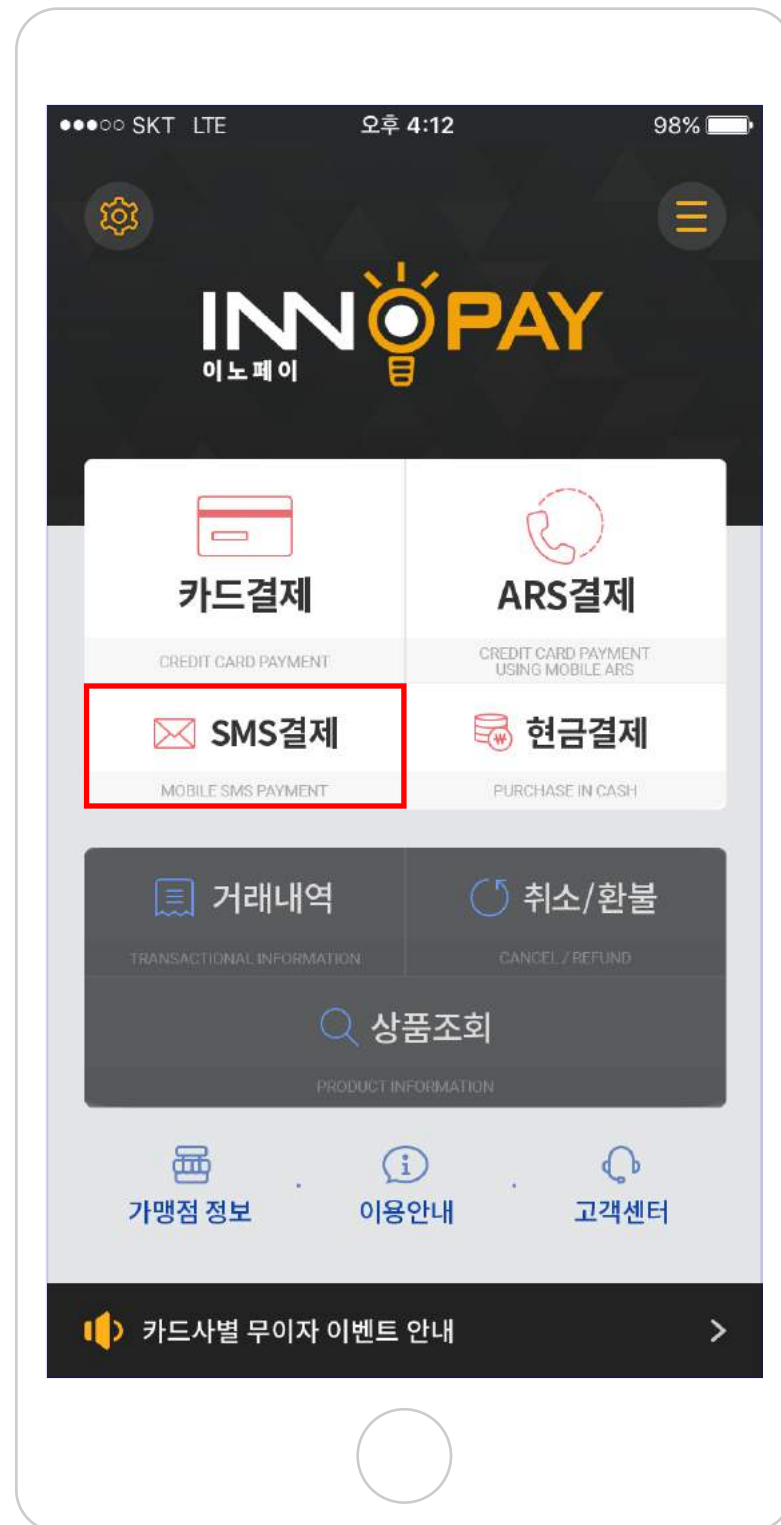 ●●●○○ SKT LTE 오후 4:12 98%
INNOPAY
이노페이
카드결제 ARS결제
CREDIT CARD PAYMENT CREDIT CARD PAYMENT
USING MOBILE ARS
SMS결제 현금결제
MOBILE SMS PAYMENT PURCHASE IN CASH
거래내역 취소/환불
TRANSACTIONAL INFORMATION CANCEL / REFUND
상품조회
PRODUCT INFORMATION
가맹점 정보 이용안내 고객센터
카드사별 무이자 이벤트 안내 >